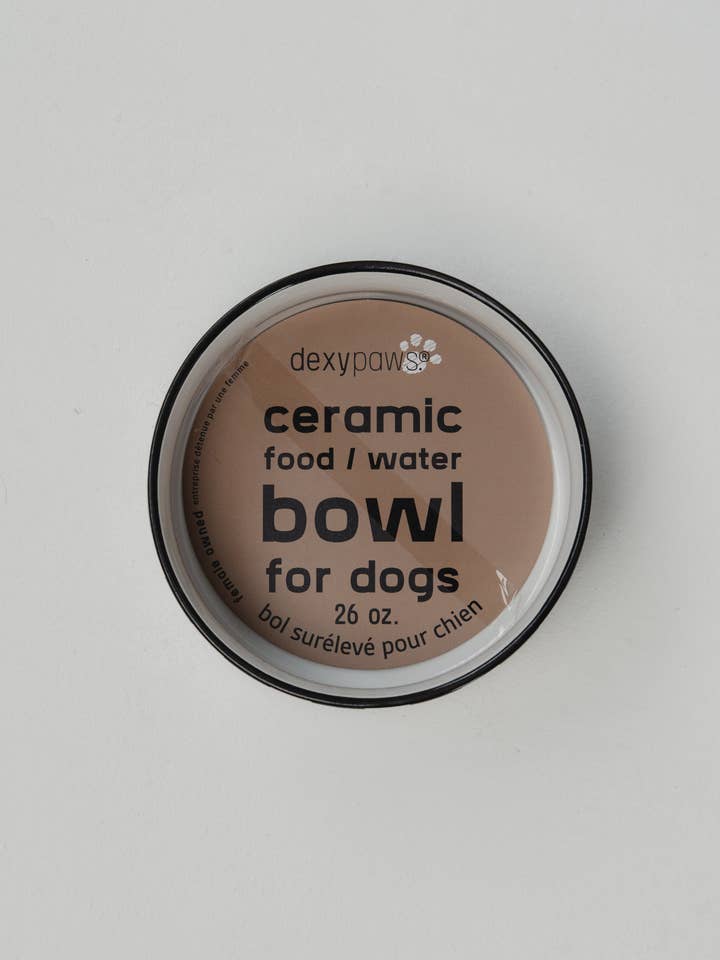 dexypaws®
ceramic
food / water
bowl
for dogs
26 oz.
bol surélevé pour chien
female owned entreprise détenue par une femme